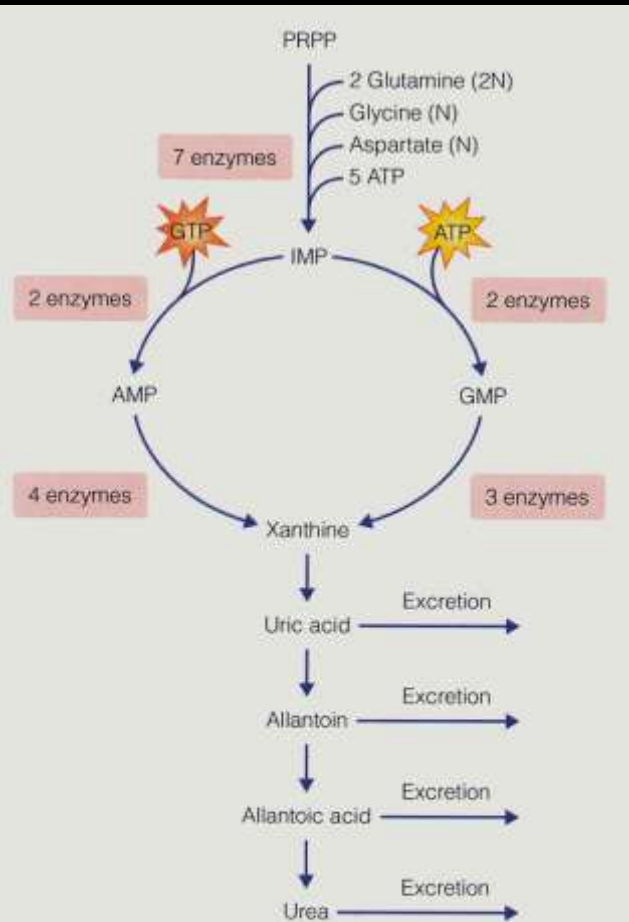 PRPP
2 Glutamine (2N)
Glycine (N)
Aspartate (N)
7 enzymes
5 ATP
GTP
ATP
IMP
2 enzymes
2 enzymes
AMP
GMP
4 enzymes
3 enzymes
Xanthine
Excretion
Uric acid
Excretion
Allantoin
Excretion
Allantoic acid
Excretion
Urea